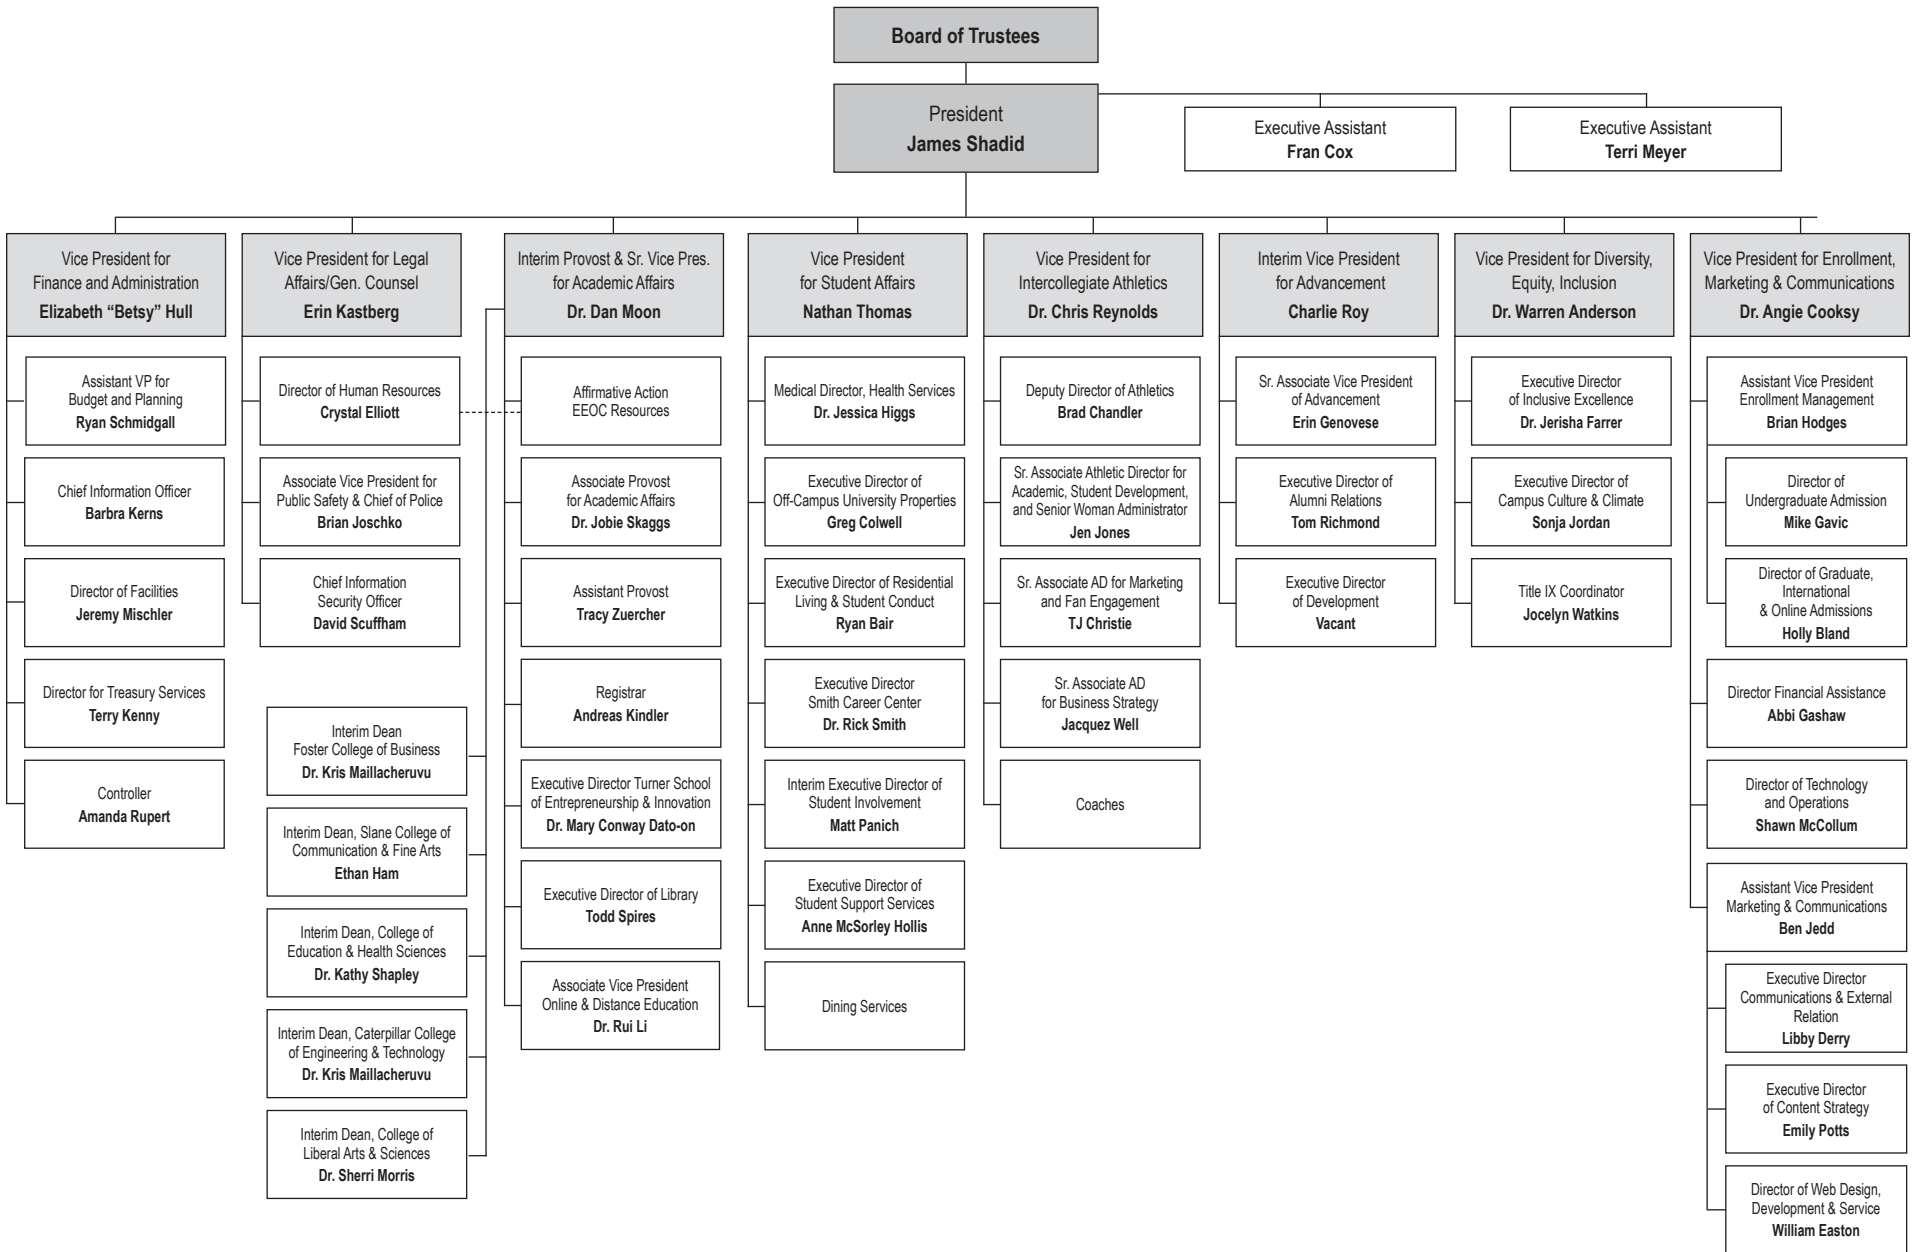 Board of Trustees
President
James Shadid
Executive Assistant
Fran Cox
Executive Assistant
Terri Meyer
Vice President for
Finance and Administration
Elizabeth “Betsy” Hull
Assistant VP for
Budget and Planning
Ryan Schmidgall
Chief Information Officer
Barbra Kerns
Director of Facilities
Jeremy Mischler
Director for Treasury Services
Terry Kenny
Controller
Amanda Rupert
Vice President for Legal
Affairs/Gen. Counsel
Erin Kastberg
Director of Human Resources
Crystal Elliott
Associate Vice President for
Public Safety & Chief of Police
Brian Joschko
Chief Information
Security Officer
David Scuffham
Interim Provost & Sr. Vice Pres.
for Academic Affairs
Dr. Dan Moon
Interim Dean
Foster College of Business
Dr. Kris Maillacheruvu
Interim Dean, Slane College of
Communication & Fine Arts
Ethan Ham
Interim Dean, College of
Education & Health Sciences
Dr. Kathy Shapley
Interim Dean, Caterpillar College
of Engineering & Technology
Dr. Kris Maillacheruvu
Interim Dean, College of
Liberal Arts & Sciences
Dr. Sherri Morris
Affirmative Action
EEOC Resources
Associate Provost
for Academic Affairs
Dr. Jobie Skaggs
Assistant Provost
Tracy Zuercher
Registrar
Andreas Kindler
Executive Director Turner School
of Entrepreneurship & Innovation
Dr. Mary Conway Dato-on
Executive Director of Library
Todd Spires
Associate Vice President
Online & Distance Education
Dr. Rui Li
Vice President
for Student Affairs
Nathan Thomas
Medical Director, Health Services
Dr. Jessica Higgs
Executive Director of
Off-Campus University Properties
Greg Colwell
Executive Director of Residential
Living & Student Conduct
Ryan Bair
Executive Director
Smith Career Center
Dr. Rick Smith
Interim Executive Director of
Student Involvement
Matt Panich
Executive Director of
Student Support Services
Anne McSorley Hollis
Dining Services
Vice President for
Intercollegiate Athletics
Dr. Chris Reynolds
Deputy Director of Athletics
Brad Chandler
Sr. Associate Athletic Director for
Academic, Student Development,
and Senior Woman Administrator
Jen Jones
Sr. Associate AD for Marketing
and Fan Engagement
TJ Christie
Sr. Associate AD
for Business Strategy
Jacquez Well
Coaches
Interim Vice President
for Advancement
Charlie Roy
Sr. Associate Vice President
of Advancement
Erin Genovese
Executive Director of
Alumni Relations
Tom Richmond
Executive Director
of Development
Vacant
Vice President for Diversity,
Equity, Inclusion
Dr. Warren Anderson
Executive Director
of Inclusive Excellence
Dr. Jerisha Farrer
Executive Director of
Campus Culture & Climate
Sonja Jordan
Title IX Coordinator
Jocelyn Watkins
Vice President for Enrollment,
Marketing & Communications
Dr. Angie Cooksy
Assistant Vice President
Enrollment Management
Brian Hodges
Director of
Undergraduate Admission
Mike Gavic
Director of Graduate,
International
& Online Admissions
Holly Bland
Director Financial Assistance
Abbi Gashaw
Director of Technology
and Operations
Shawn McCollum
Assistant Vice President
Marketing & Communications
Ben Jedd
Executive Director
Communications & External
Relation
Libby Derry
Executive Director
of Content Strategy
Emily Potts
Director of Web Design,
Development & Service
William Easton